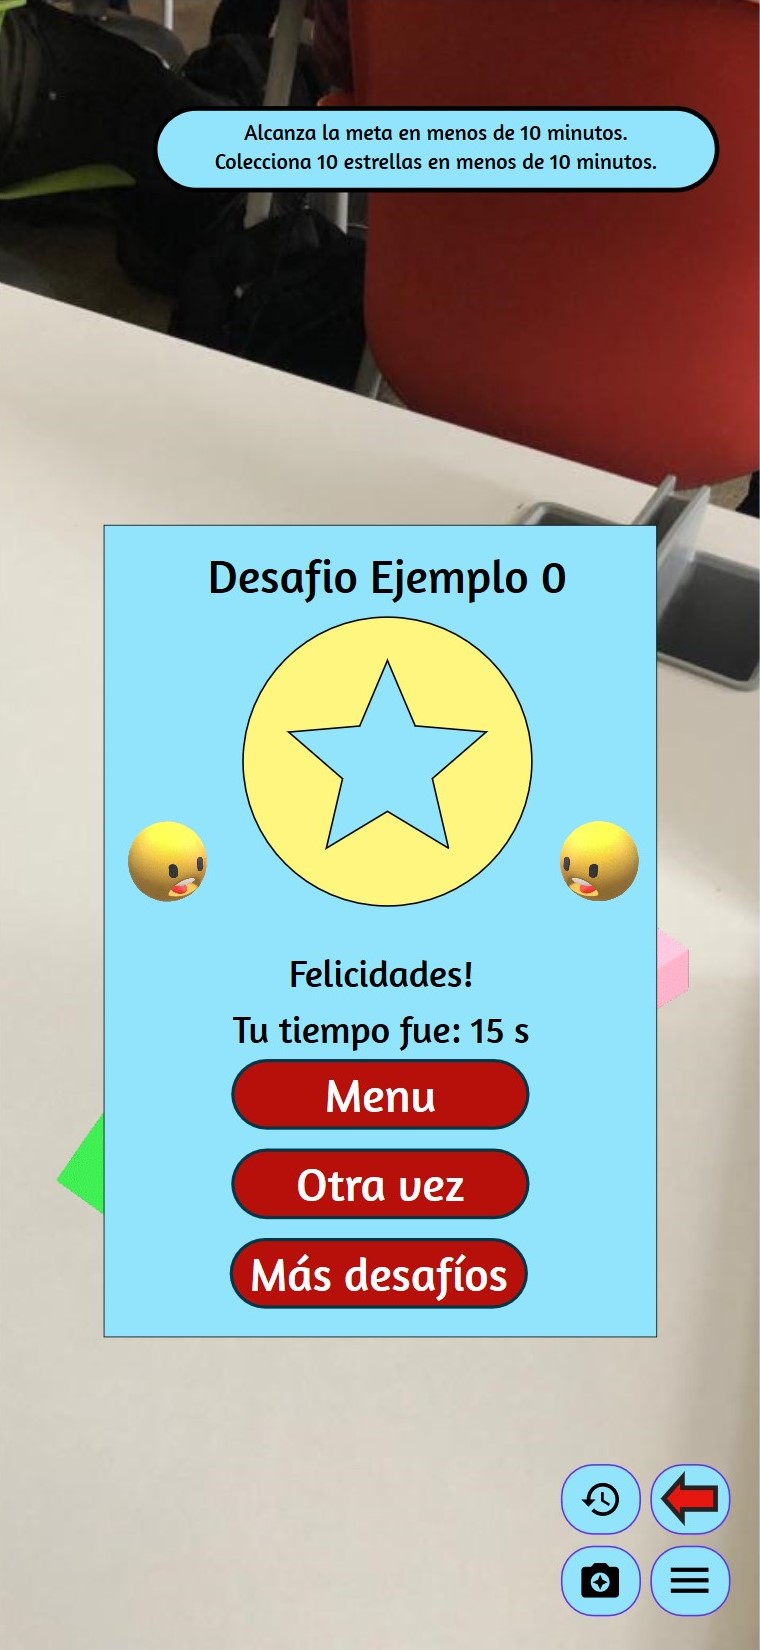 Alcanza la meta en menos de 10 minutos.
Colecciona 10 estrellas en menos de 10 minutos.
Desafio Ejemplo 0
Felicidades!
Tu tiempo fue: 15 s
Menu
Otra vez
Más desafíos